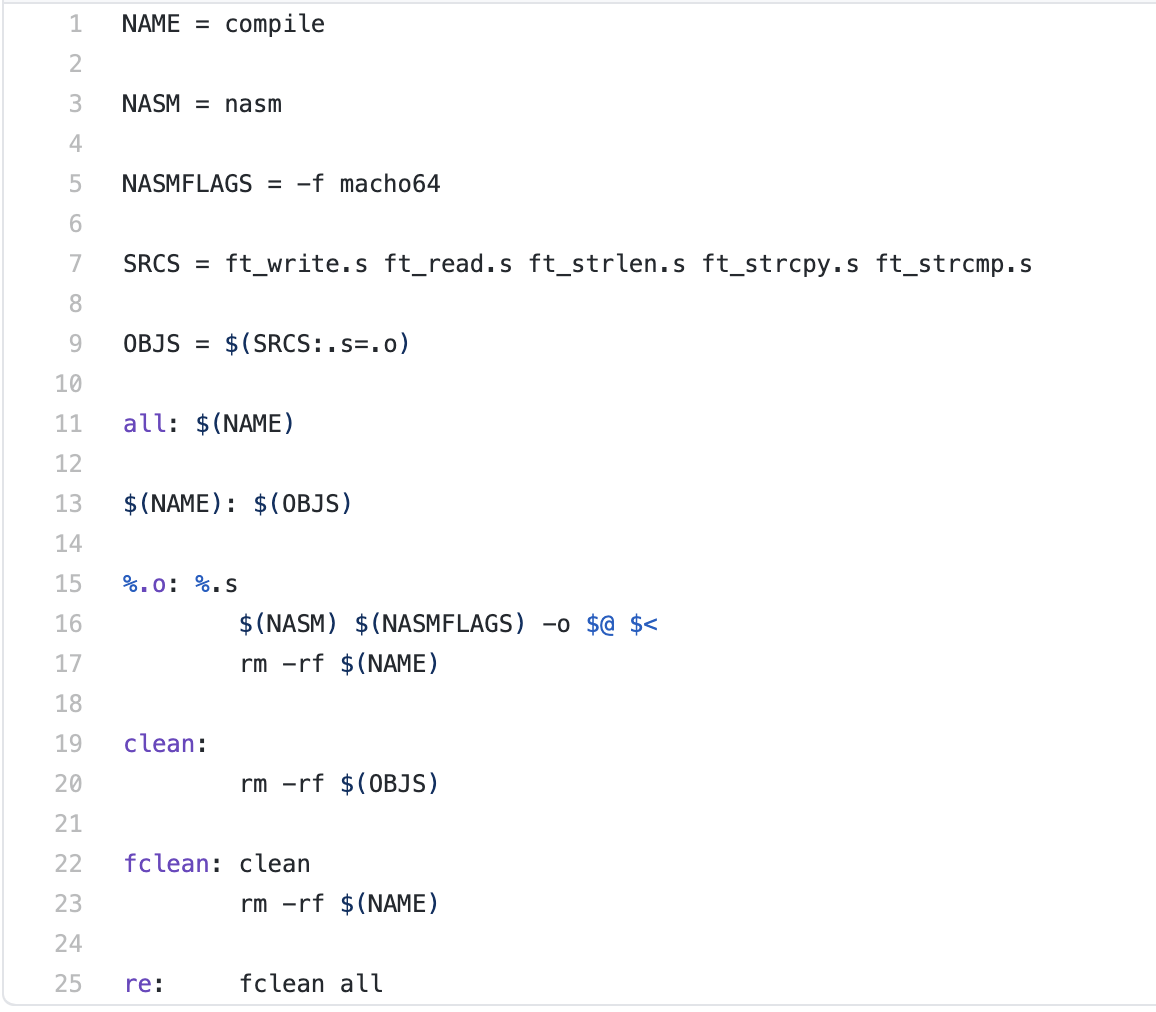 1 NAME = compile
2
3 NASM = nasm
4
5 NASMFLAGS = -f macho64
6
7 SRCS = ft_write.s ft_read.s ft_strlen.s ft_strcpy.s ft_strcmp.s
8
9 OBJS = $(SRCS:.s=.o)
10
11 all: $(NAME)
12
13 $(NAME): $(OBJS)
14
15 %.o: %.s
16         $(NASM) $(NASMFLAGS) -o $@ $<
17         rm -rf $(NAME)
18
19 clean:
20         rm -rf $(OBJS)
21
22 fclean: clean
23         rm -rf $(NAME)
24
25 re:     fclean all